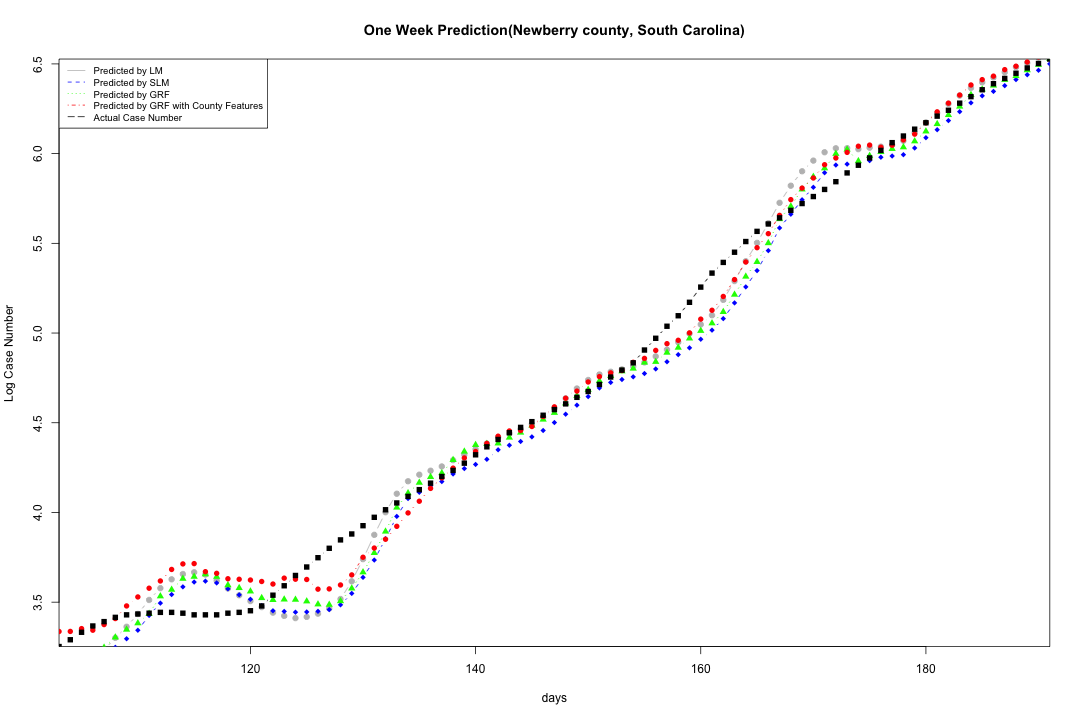 One Week Prediction(Newberry county, South Carolina)
Predicted by LM
Predicted by SLM
Predicted by GRF
Predicted by GRF with County Features
Actual Case Number
6.5
6.0
5.5
5.0
4.5
4.0
3.5
Log Case Number
120 140 160 180
days